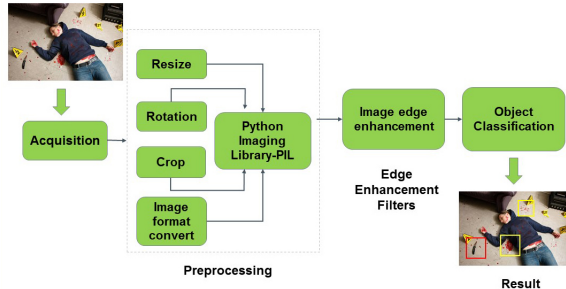 Acquisition
Resize
Rotation
Crop
Image
format
convert
Python
Imaging
Library-PIL
Preprocessing
Image edge
enhancement
Edge
Enhancement
Filters
Object
Classification
Result